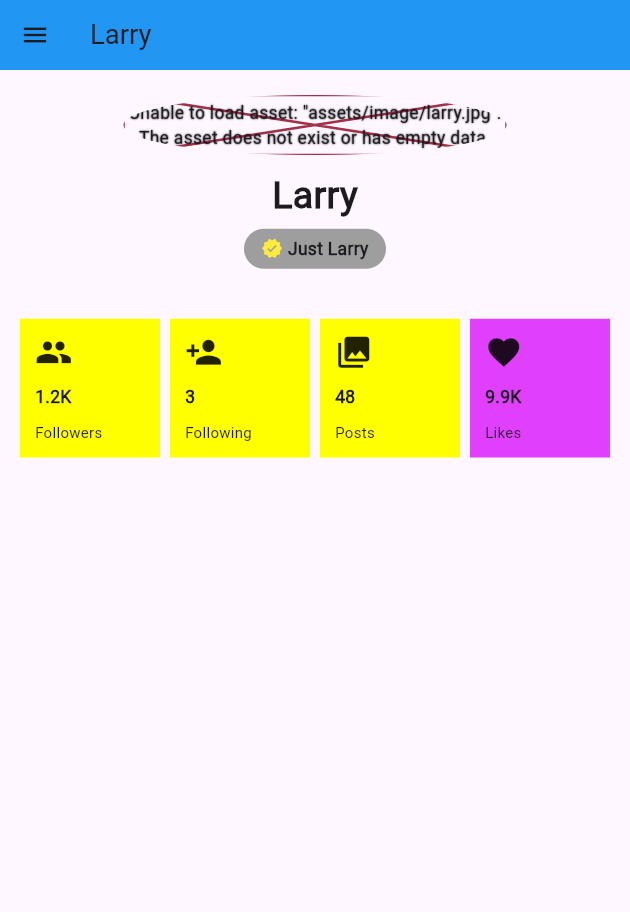 Larry
Unable to load asset: "assets/image/larry.jpg".
The asset does not exist or has empty data.
Larry
Just Larry
1.2K
3
48
9.9K
Followers
Following
Posts
Likes